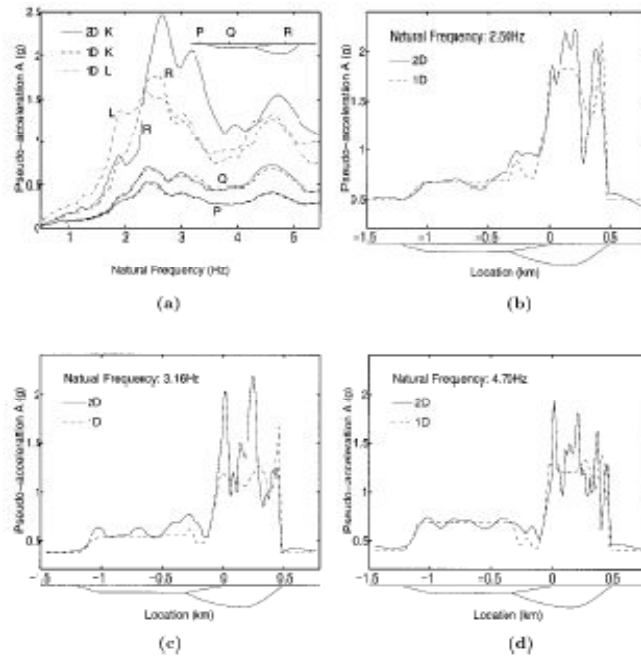 2.5
2
1.5
1
0.5
0
Pseudo-acceleration A (g)
2D K
1D K
1D L
P Q R
L
R
R
Q
P
1 2 3 4 5
Natural Frequency (Hz)
(a)
Natural Frequency: 2.50Hz
2D
1D
2
1.5
1
0.5
Pseudo-acceleration A (g)
-1.5 -1 -0.5 0 0.5
Location (km)
(b)
Natural Frequency: 3.16Hz
2D
1D
2
1.5
1
0.5
Pseudo-acceleration A (g)
-1 -0.5 0 0.5
Location (km)
(c)
Natural Frequency: 4.70Hz
2D
1D
2
1.5
1
0.5
Pseudo-acceleration A (g)
-1.5 -1 -0.5 0 0.5
Location (km)
(d)